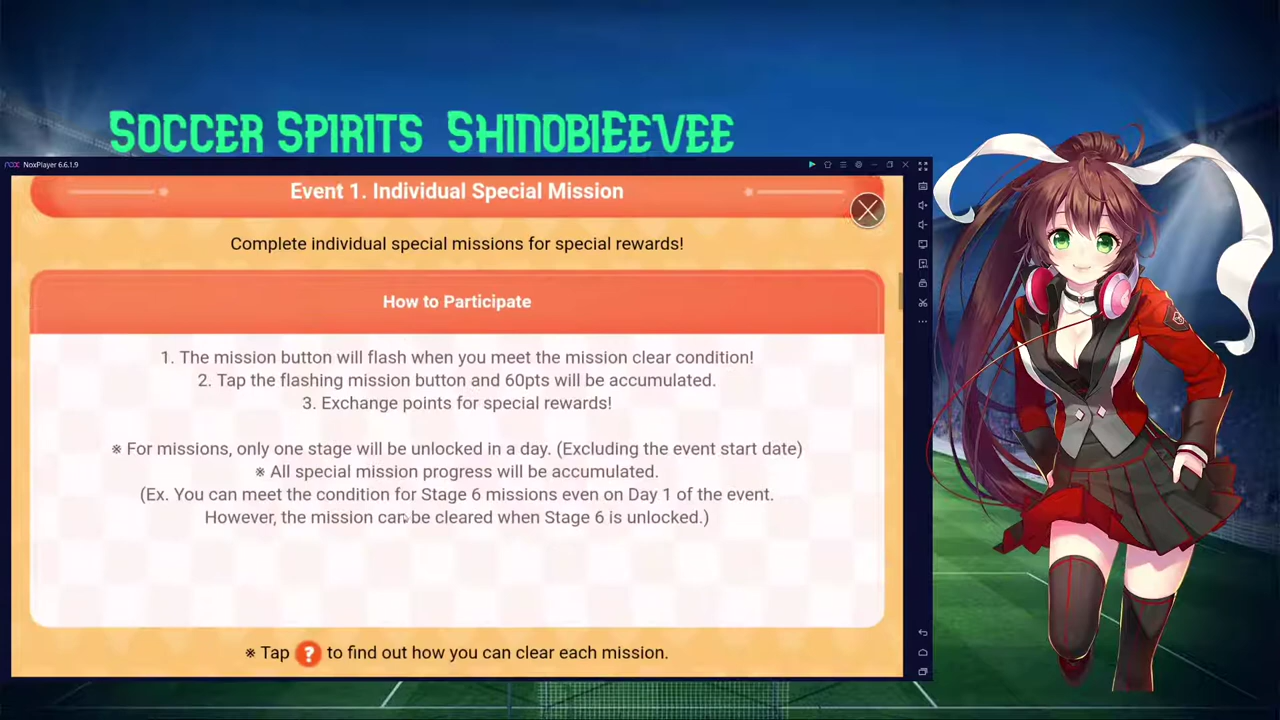 SOCCER SPIRITS SHINOBIEEVEE
nox NoxPlayer 6.6.1.9
Event 1. Individual Special Mission
Complete individual special missions for special rewards!
How to Participate
1. The mission button will flash when you meet the mission clear condition!
2. Tap the flashing mission button and 60pts will be accumulated.
3. Exchange points for special rewards!
※ For missions, only one stage will be unlocked in a day. (Excluding the event start date)
※ All special mission progress will be accumulated.
(Ex. You can meet the condition for Stage 6 missions even on Day 1 of the event.
However, the mission can be cleared when Stage 6 is unlocked.)
※ Tap ? to find out how you can clear each mission.